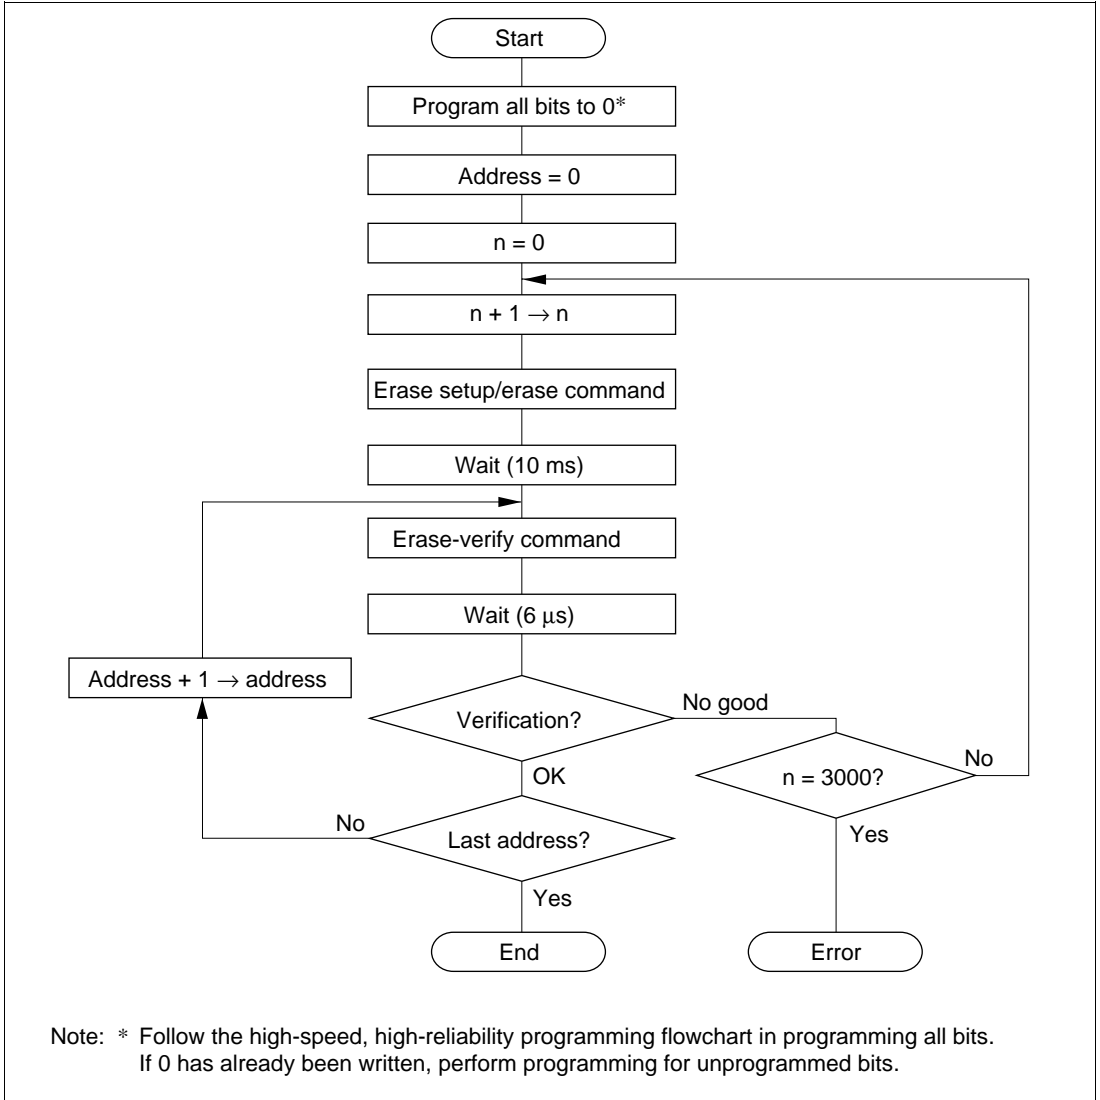 Start
Program all bits to 0*
Address = 0
n = 0
n + 1 → n
Erase setup/erase command
Wait (10 ms)
Erase-verify command
Wait (6 μs)
Address + 1 → address
Verification?
No good
n = 3000?
No
OK
Last address?
No
Yes
Yes
End
Error
Note: * Follow the high-speed, high-reliability programming flowchart in programming all bits.
If 0 has already been written, perform programming for unprogrammed bits.